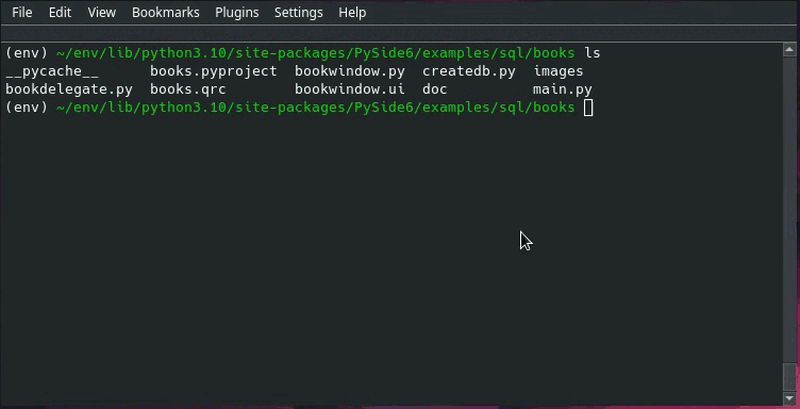 File Edit View Bookmarks Plugins Settings Help
(env) ~/env/lib/python3.10/site-packages/PySide6/examples/sql/books ls
__pycache__ books.pyproject bookwindow.py createdb.py images
bookdelegate.py books.qrc bookwindow.ui doc main.py
(env) ~/env/lib/python3.10/site-packages/PySide6/examples/sql/books